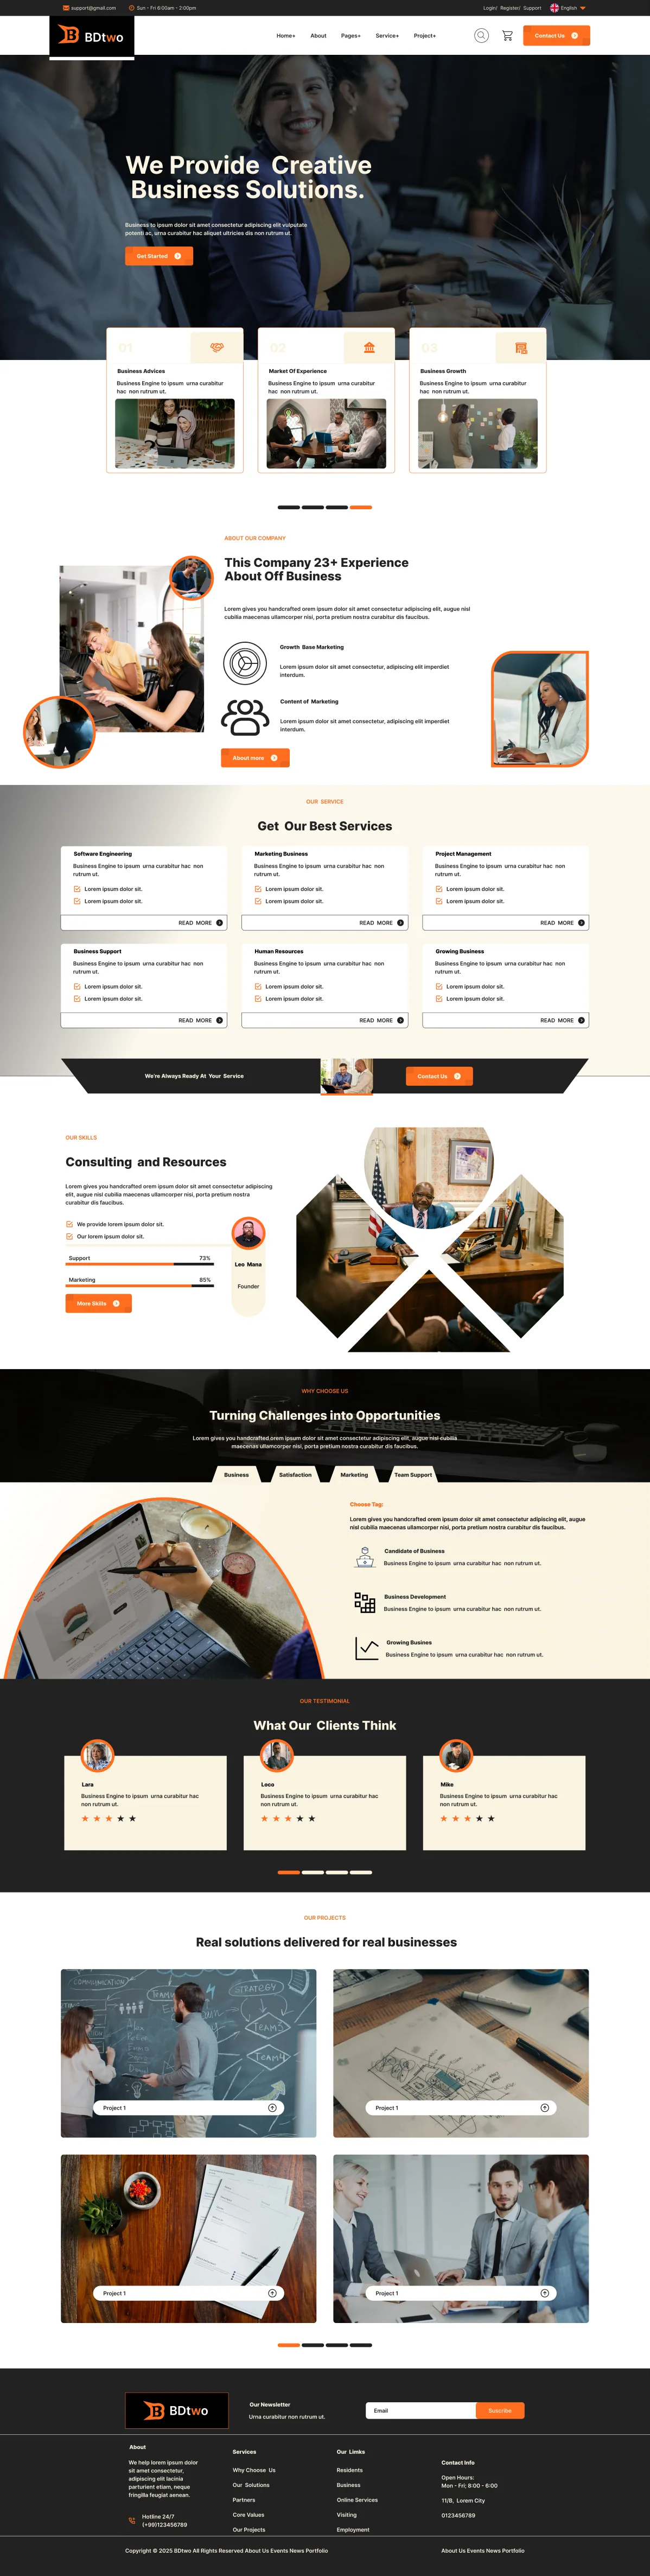 support@gmail.com
Sun - Fri 6:00am - 2:00pm
Login/ Register/ Support
English
BDtwo
Home+
About
Pages+
Service+
Project+
Contact Us
We Provide Creative
Business Solutions.
Business to ipsum dolor sit amet consectetur adipiscing elit vulputate
potenti ac, urna curabitur hac aliquet ultricies dis non rutrum ut.
Get Started
01
Business Advices
Business Engine to ipsum urna curabitur
hac non rutrum ut.
02
Market Of Experience
Business Engine to ipsum urna curabitur
hac non rutrum ut.
03
Business Growth
Business Engine to ipsum urna curabitur
hac non rutrum ut.
ABOUT OUR COMPANY
This Company 23+ Experience
About Off Business
Lorem gives you handcrafted orem ipsum dolor sit amet consectetur adipiscing elit, augue nisl
cubilia maecenas ullamcorper nisi, porta pretium nostra curabitur dis faucibus.
Growth Base Marketing
Lorem ipsum dolor sit amet consectetur, adipiscing elit imperdiet
interdum.
Content of Marketing
Lorem ipsum dolor sit amet consectetur, adipiscing elit imperdiet
interdum.
About more
OUR SERVICE
Get Our Best Services
Software Engineering
Business Engine to ipsum urna curabitur hac non
rutrum ut.
Lorem ipsum dolor sit.
Lorem ipsum dolor sit.
READ MORE
Marketing Business
Business Engine to ipsum urna curabitur hac non
rutrum ut.
Lorem ipsum dolor sit.
Lorem ipsum dolor sit.
READ MORE
Project Management
Business Engine to ipsum urna curabitur hac non
rutrum ut.
Lorem ipsum dolor sit.
Lorem ipsum dolor sit.
READ MORE
Business Support
Business Engine to ipsum urna curabitur hac non
rutrum ut.
Lorem ipsum dolor sit.
Lorem ipsum dolor sit.
READ MORE
Human Resources
Business Engine to ipsum urna curabitur hac non
rutrum ut.
Lorem ipsum dolor sit.
Lorem ipsum dolor sit.
READ MORE
Growing Business
Business Engine to ipsum urna curabitur hac non
rutrum ut.
Lorem ipsum dolor sit.
Lorem ipsum dolor sit.
READ MORE
We're Always Ready At Your Service
Contact Us
OUR SKILLS
Consulting and Resources
Lorem gives you handcrafted orem ipsum dolor sit amet consectetur adipiscing
elit, augue nisl cubilia maecenas ullamcorper nisi, porta pretium nostra
curabitur dis faucibus.
We provide lorem ipsum dolor sit.
Our lorem ipsum dolor sit.
Support 73%
Marketing 85%
More Skills
Leo Mana
Founder
WHY CHOOSE US
Turning Challenges into Opportunities
Lorem gives you handcrafted orem ipsum dolor sit amet consectetur adipiscing elit, augue nisl cubilia
maecenas ullamcorper nisi, porta pretium nostra curabitur dis faucibus.
Business
Satisfaction
Marketing
Team Support
Choose Tag:
Lorem gives you handcrafted orem ipsum dolor sit amet consectetur adipiscing elit, augue
nisl cubilia maecenas ullamcorper nisi, porta pretium nostra curabitur dis faucibus.
Candidate of Business
Business Engine to ipsum urna curabitur hac non rutrum ut.
Business Development
Business Engine to ipsum urna curabitur hac non rutrum ut.
Growing Busines
Business Engine to ipsum urna curabitur hac non rutrum ut.
OUR TESTIMONIAL
What Our Clients Think
Lara
Business Engine to ipsum urna curabitur hac
non rutrum ut.
Loco
Business Engine to ipsum urna curabitur hac
non rutrum ut.
Mike
Business Engine to ipsum urna curabitur hac
non rutrum ut.
OUR PROJECTS
Real solutions delivered for real businesses
COMMUNICATION
STRATEGY
TEAM 3
TEAM 4
Project 1
Project 1
Project 1
Project 1
BDtwo
Our Newsletter
Urna curabitur non rutrum ut.
Email
Suscribe
About
We help lorem ipsum dolor
sit amet consectetur,
adipiscing elit lacinia
parturient etiam, neque
fringilla feugiat aenean.
Hotline 24/7
(+99)123456789
Services
Why Choose Us
Our Solutions
Partners
Core Values
Our Projects
Our Limks
Residents
Business
Online Services
Visiting
Employment
Contact Info
Open Hours:
Mon - Fri; 8:00 - 6:00
11/B, Lorem City
0123456789
Copyright © 2025 BDtwo All Rights Reserved About Us Events News Portfolio
About Us Events News Portfolio